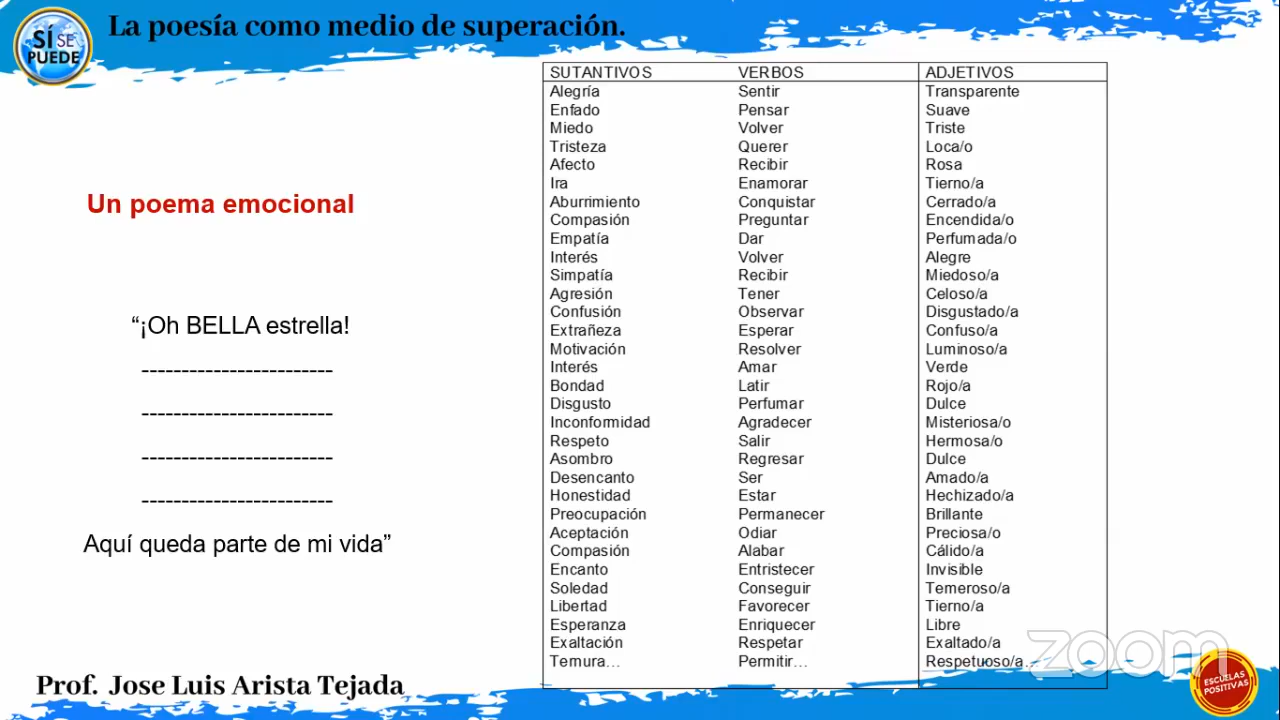 SÍ SE
PUEDE
La poesía como medio de superación.
Un poema emocional
“¡Oh BELLA estrella!
------------------------
------------------------
------------------------
------------------------
Aquí queda parte de mi vida”
SUTANTIVOS VERBOS ADJETIVOS
Alegría Sentir Transparente
Enfado Pensar Suave
Miedo Volver Triste
Tristeza Querer Loca/o
Afecto Recibir Rosa
Ira Enamorar Tierno/a
Aburrimiento Conquistar Cerrado/a
Compasión Preguntar Encendida/o
Empatía Dar Perfumada/o
Interés Volver Alegre
Simpatía Recibir Miedoso/a
Agresión Tener Celoso/a
Confusión Observar Disgustado/a
Extrañeza Esperar Confuso/a
Motivación Resolver Luminoso/a
Interés Amar Verde
Bondad Latir Rojo/a
Disgusto Perfumar Dulce
Inconformidad Agradecer Misteriosa/o
Respeto Salir Hermosa/o
Asombro Regresar Dulce
Desencanto Ser Amado/a
Honestidad Estar Hechizado/a
Preocupación Permanecer Brillante
Aceptación Odiar Preciosa/o
Compasión Alabar Cálido/a
Encanto Entristecer Invisible
Soledad Conseguir Temeroso/a
Libertad Favorecer Tierno/a
Esperanza Enriquecer Libre
Exaltación Respetar Exaltado/a
Ternura… Permitir… Respetuoso/a…
zoom
Prof. Jose Luis Arista Tejada
ESCUELAS
POSITIVAS